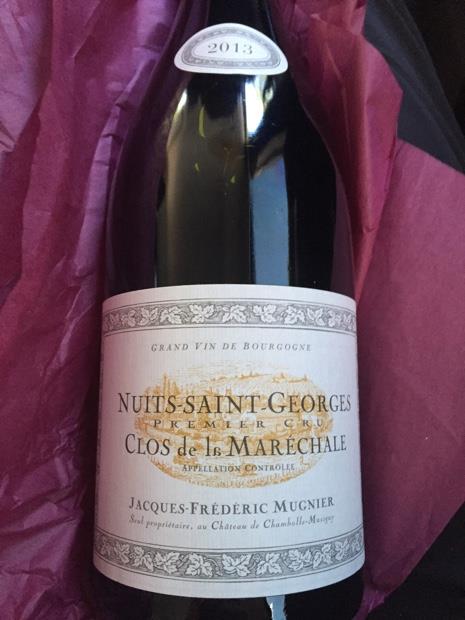 2013
GRAND VIN DE BOURGOGNE
NUITS-SAINT-GEORGES
PREMIER CRU
CLOS de la MARÉCHALE
APPELLATION CONTRÔLÉE
JACQUES-FRÉDÉRIC MUGNIER
Seul propriétaire, au Château de Chambolle-Musigny